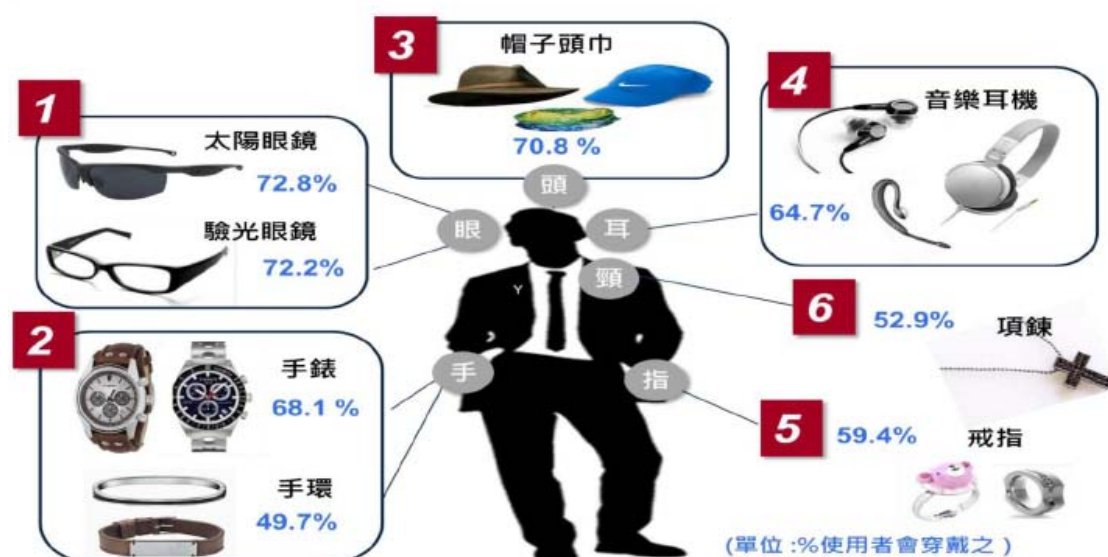 1
太陽眼鏡
72.8%
驗光眼鏡
72.2%
2
手錶
68.1 %
手環
49.7%
3
帽子頭巾
70.8 %
4
音樂耳機
64.7%
頭
眼
耳
頸
Y
手
指
6
52.9%
項鍊
5
59.4%
戒指
(單位 :%使用者會穿戴之 )